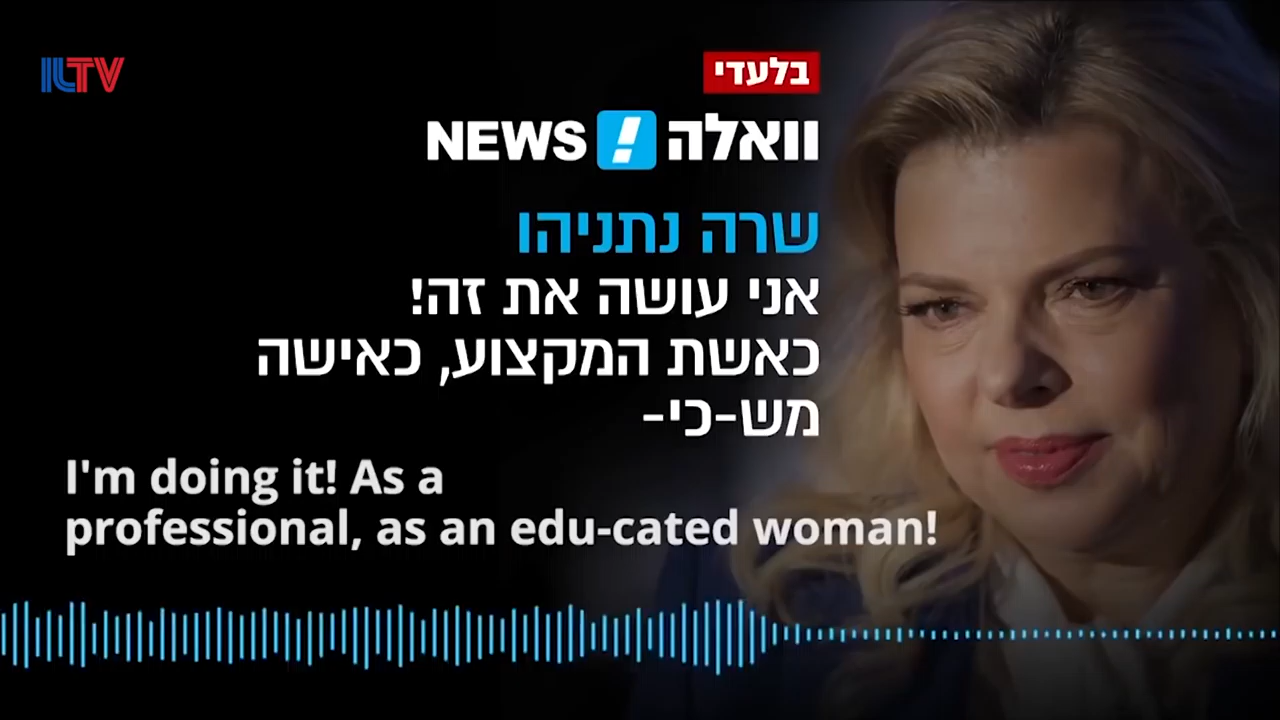 ILTV
בלעדי
וואלה! NEWS
שרה נתניהו
אני עושה את זה!
כאשת המקצוע, כאישה
מש-כי-
I'm doing it! As a
professional, as an edu-cated woman!